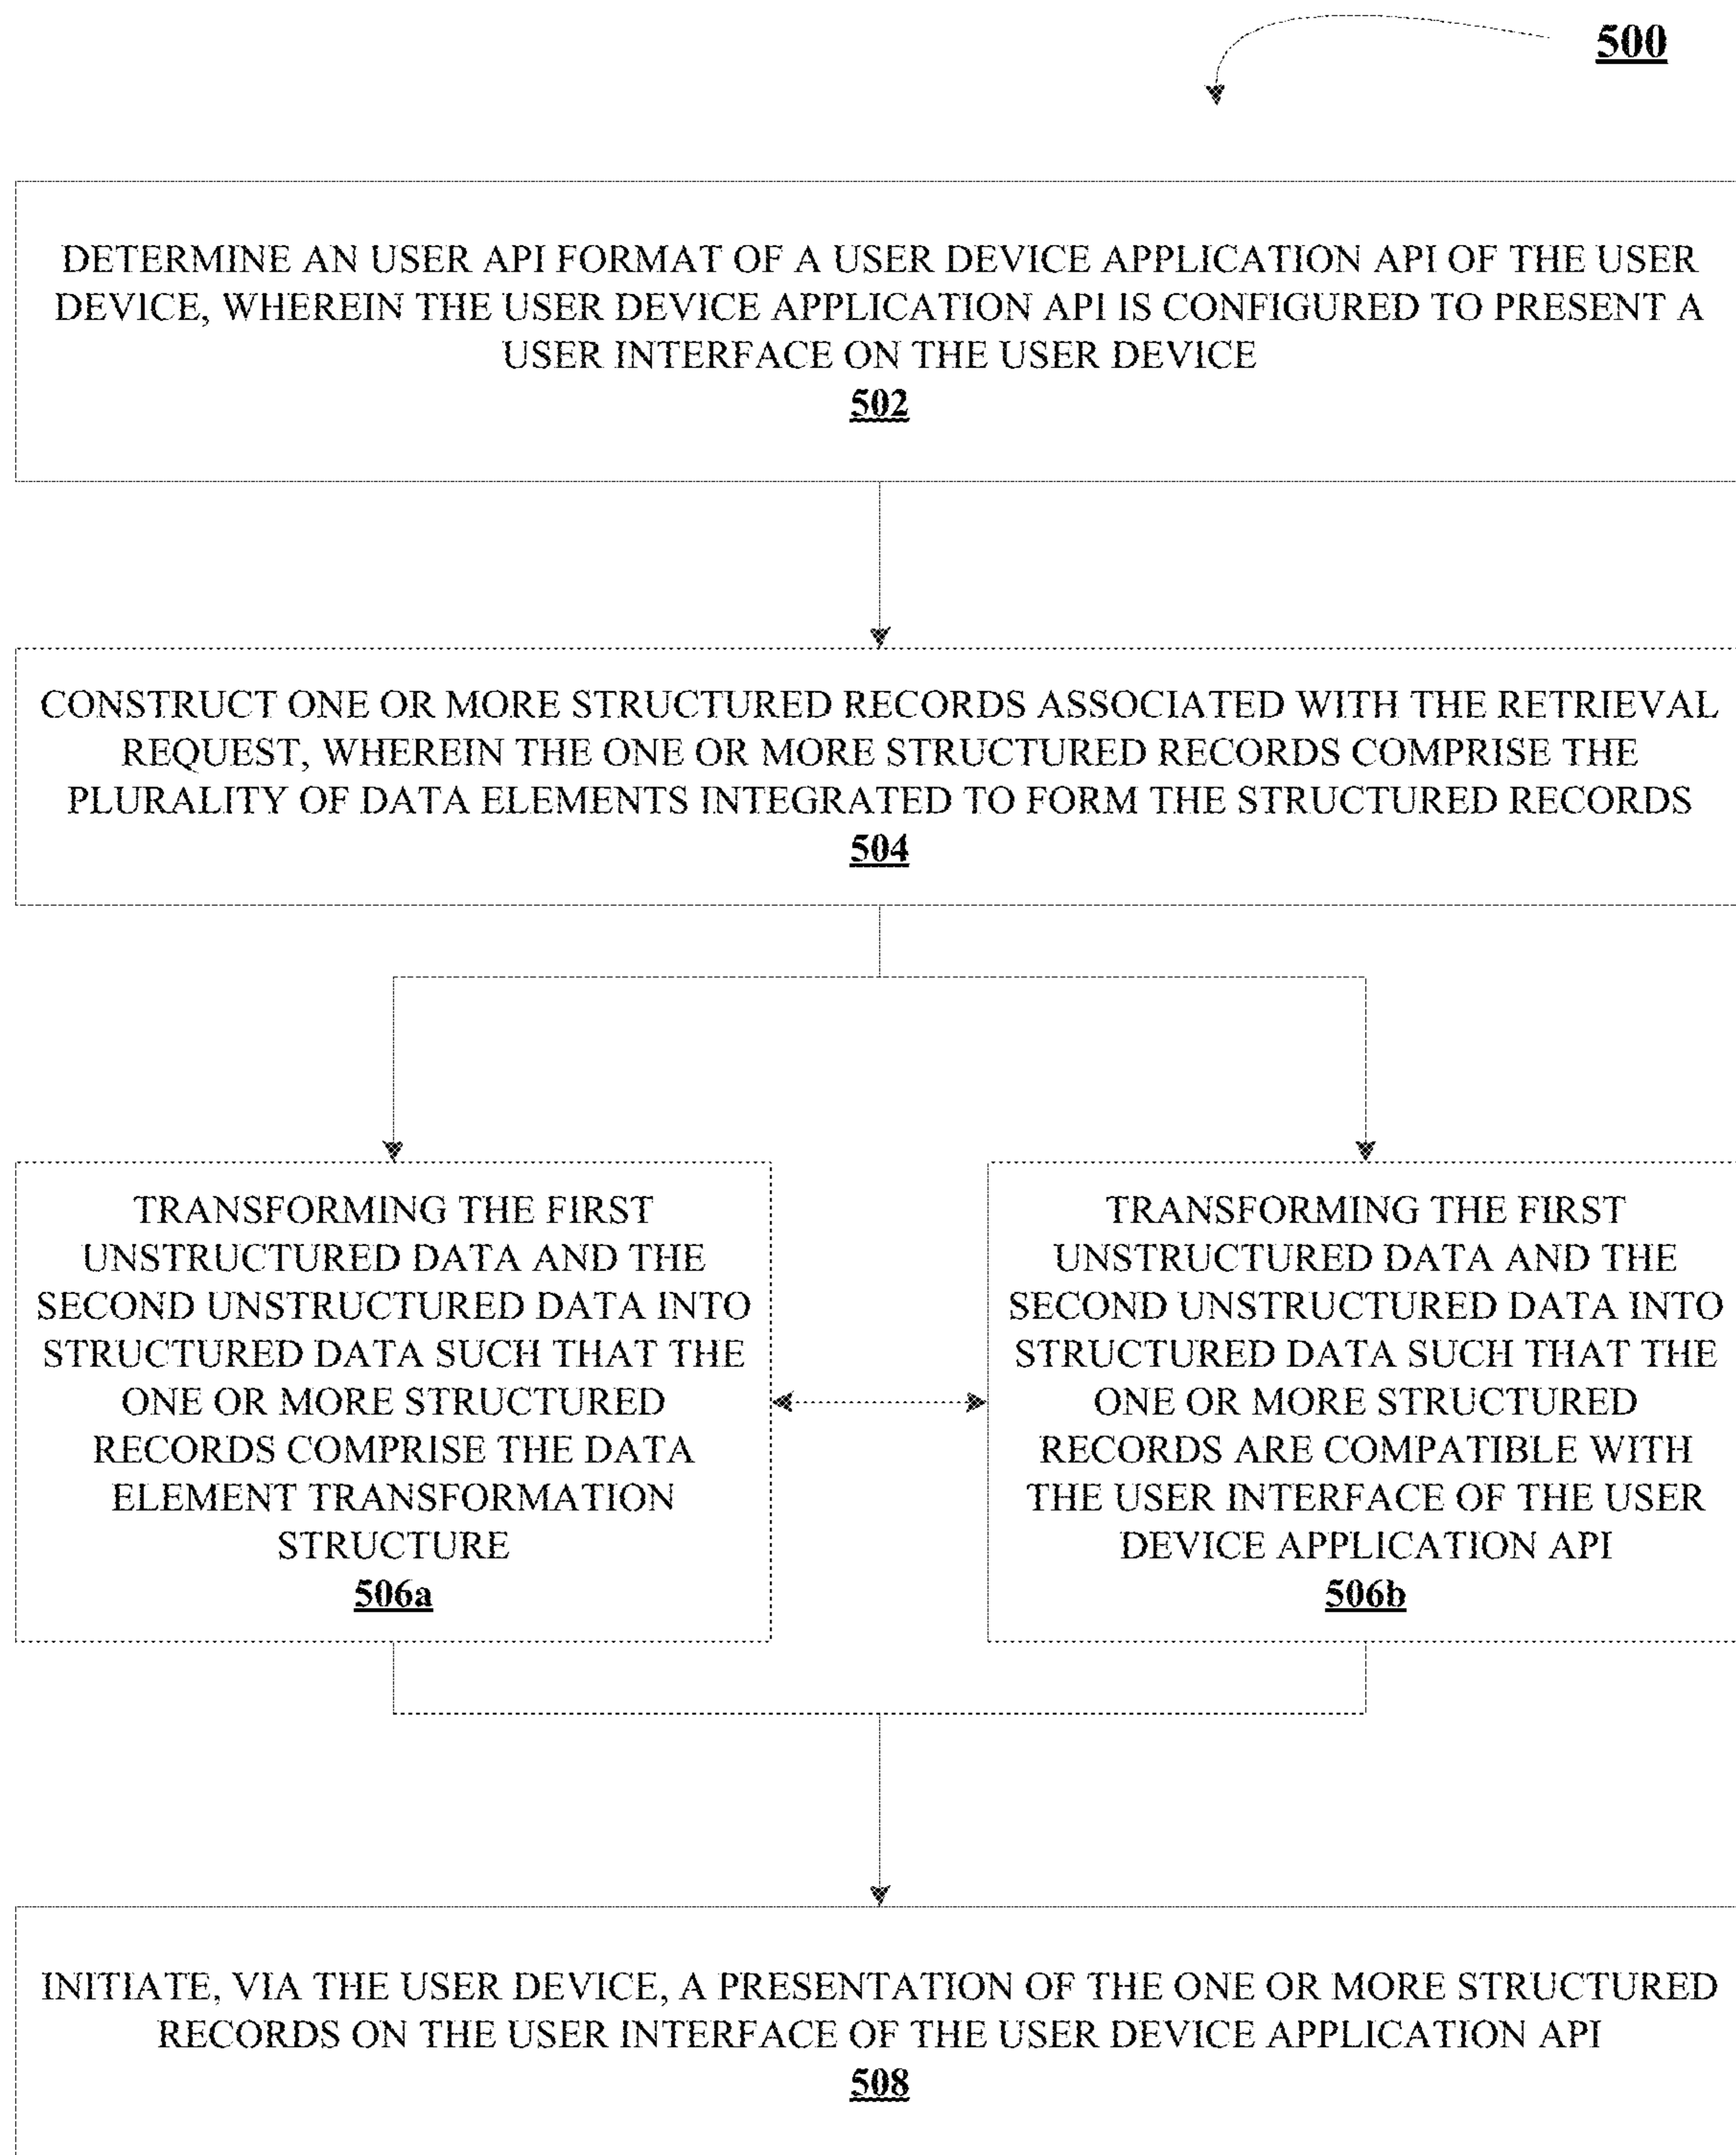 500
DETERMINE AN USER API FORMAT OF A USER DEVICE APPLICATION API OF THE USER
DEVICE, WHEREIN THE USER DEVICE APPLICATION API IS CONFIGURED TO PRESENT A
USER INTERFACE ON THE USER DEVICE
502
CONSTRUCT ONE OR MORE STRUCTURED RECORDS ASSOCIATED WITH THE RETRIEVAL
REQUEST, WHEREIN THE ONE OR MORE STRUCTURED RECORDS COMPRISE THE
PLURALITY OF DATA ELEMENTS INTEGRATED TO FORM THE STRUCTURED RECORDS
504
TRANSFORMING THE FIRST
UNSTRUCTURED DATA AND THE
SECOND UNSTRUCTURED DATA INTO
STRUCTURED DATA SUCH THAT THE
ONE OR MORE STRUCTURED
RECORDS COMPRISE THE DATA
ELEMENT TRANSFORMATION
STRUCTURE
506a
TRANSFORMING THE FIRST
UNSTRUCTURED DATA AND THE
SECOND UNSTRUCTURED DATA INTO
STRUCTURED DATA SUCH THAT THE
ONE OR MORE STRUCTURED
RECORDS ARE COMPATIBLE WITH
THE USER INTERFACE OF THE USER
DEVICE APPLICATION API
506b
INITIATE, VIA THE USER DEVICE, A PRESENTATION OF THE ONE OR MORE STRUCTURED
RECORDS ON THE USER INTERFACE OF THE USER DEVICE APPLICATION API
508